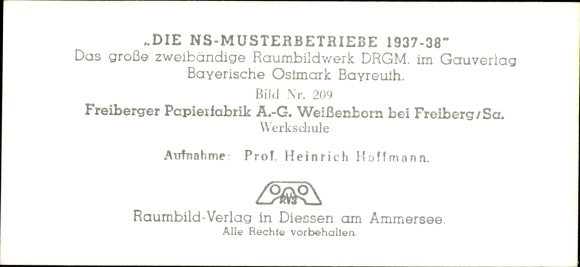 „DIE NS-MUSTERBETRIEBE 1937-38"
Das große zweibändige Raumbildwerk DRGM. im Gauverlag
Bayerische Ostmark Bayreuth.
Bild Nr. 209
Freiberger Papierfabrik A.-G. Weißenborn bei Freiberg/Sa.
Werkschule
Aufnahme: Prof. Heinrich Hoffmann.
RVS
Raumbild-Verlag in Diessen am Ammersee.
Alle Rechte vorbehalten.